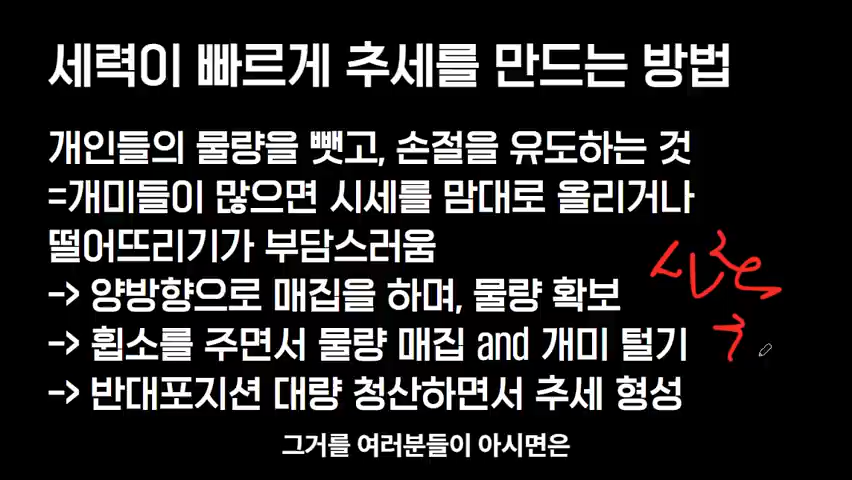 세력이 빠르게 추세를 만드는 방법
개인들의 물량을 뺏고, 손절을 유도하는 것
=개미들이 많으면 시세를 맘대로 올리거나
떨어뜨리기가 부담스러움
-> 양방향으로 매집을 하며, 물량 확보
-> 휩소를 주면서 물량 매집 and 개미 털기
-> 반대포지션 대량 청산하면서 추세 형성
그거를 여러분들이 아시면은